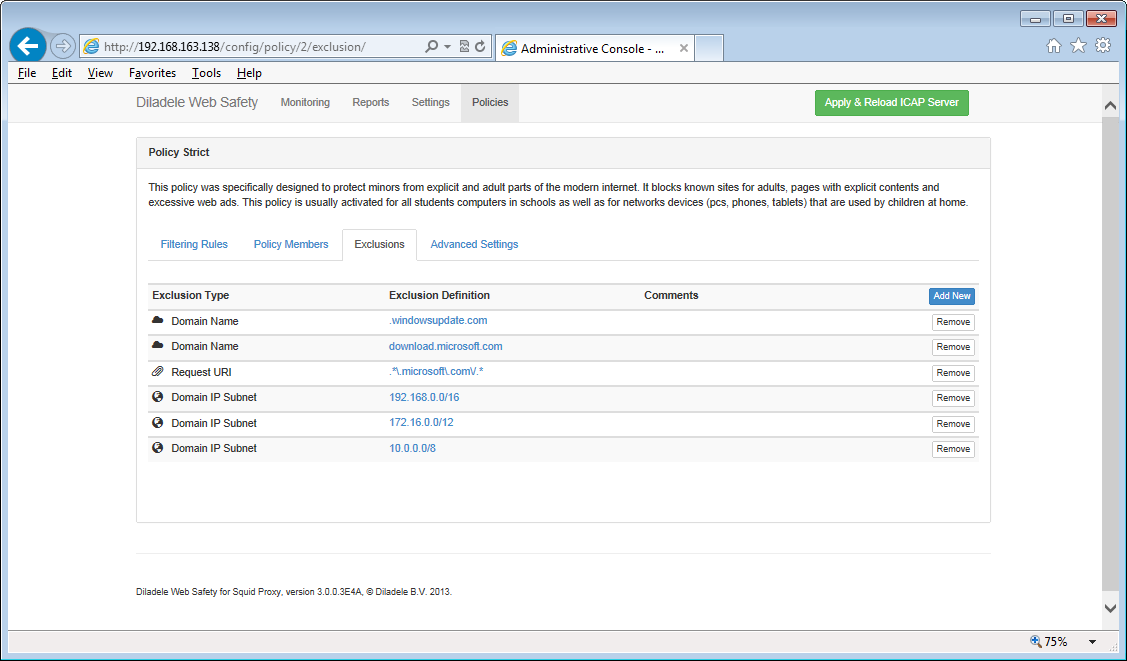 http://192.168.163.138/config/policy/2/exclusion/
Administrative Console - ...
File Edit View Favorites Tools Help
Diladele Web Safety Monitoring Reports Settings Policies Apply & Reload ICAP Server
Policy Strict
This policy was specifically designed to protect minors from explicit and adult parts of the modern internet. It blocks known sites for adults, pages with explicit contents and
excessive web ads. This policy is usually activated for all students computers in schools as well as for networks devices (pcs, phones, tablets) that are used by children at home.
Filtering Rules Policy Members Exclusions Advanced Settings
Exclusion Type Exclusion Definition Comments Add New
Domain Name .windowsupdate.com Remove
Domain Name download.microsoft.com Remove
Request URI .*\.microsoft\.com\/.* Remove
Domain IP Subnet 192.168.0.0/16 Remove
Domain IP Subnet 172.16.0.0/12 Remove
Domain IP Subnet 10.0.0.0/8 Remove
Diladele Web Safety for Squid Proxy, version 3.0.0.3E4A, © Diladele B.V. 2013.
75%